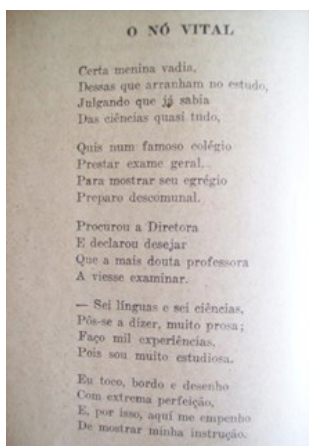 O NÓ VITAL
Certa menina vadia,
Dessas que arranham no estudo,
Julgando que já sabia
Das ciências quasi tudo,
Quis num famoso colégio
Prestar exame geral.
Para mostrar seu egrégio
Preparo descomunal.
Procurou a Diretora
E declarou desejar
Que a mais douta professora
A viesse examinar.
— Sei línguas e sei ciências,
Pôs-se a dizer, muito prosa;
Faço mil experiências,
Pois sou muito estudiosa.
Eu toco, bordo e desenho
Com extrema perfeição,
E, por isso, aquí me empenho
De mostrar minha instrução.